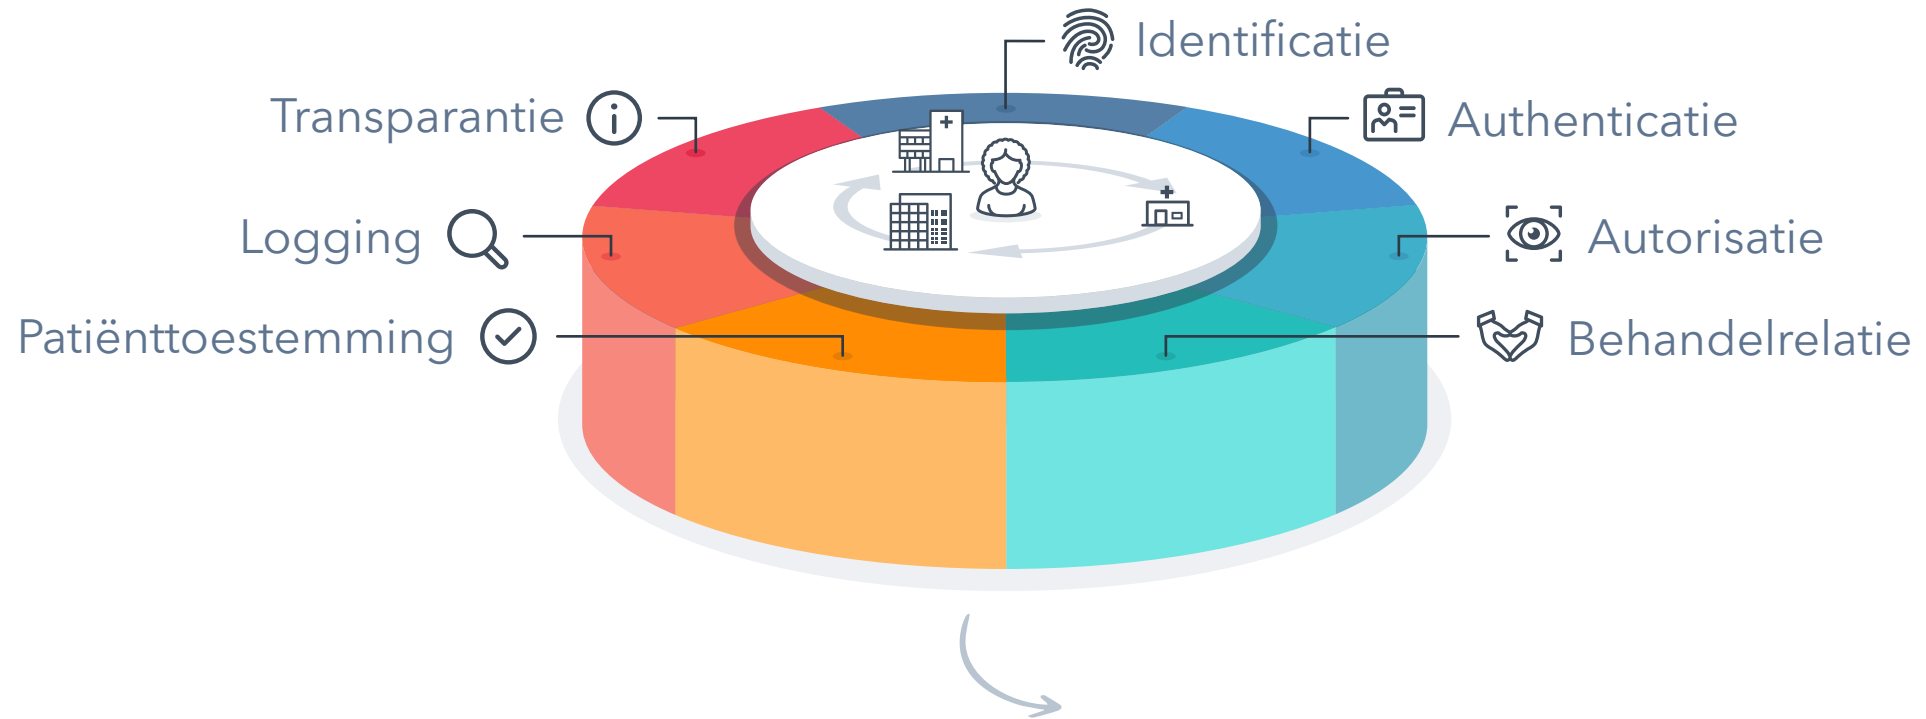 Identificatie
Transparantie
Authenticatie
Logging
Autorisatie
Patiënttoestemming
Behandelrelatie